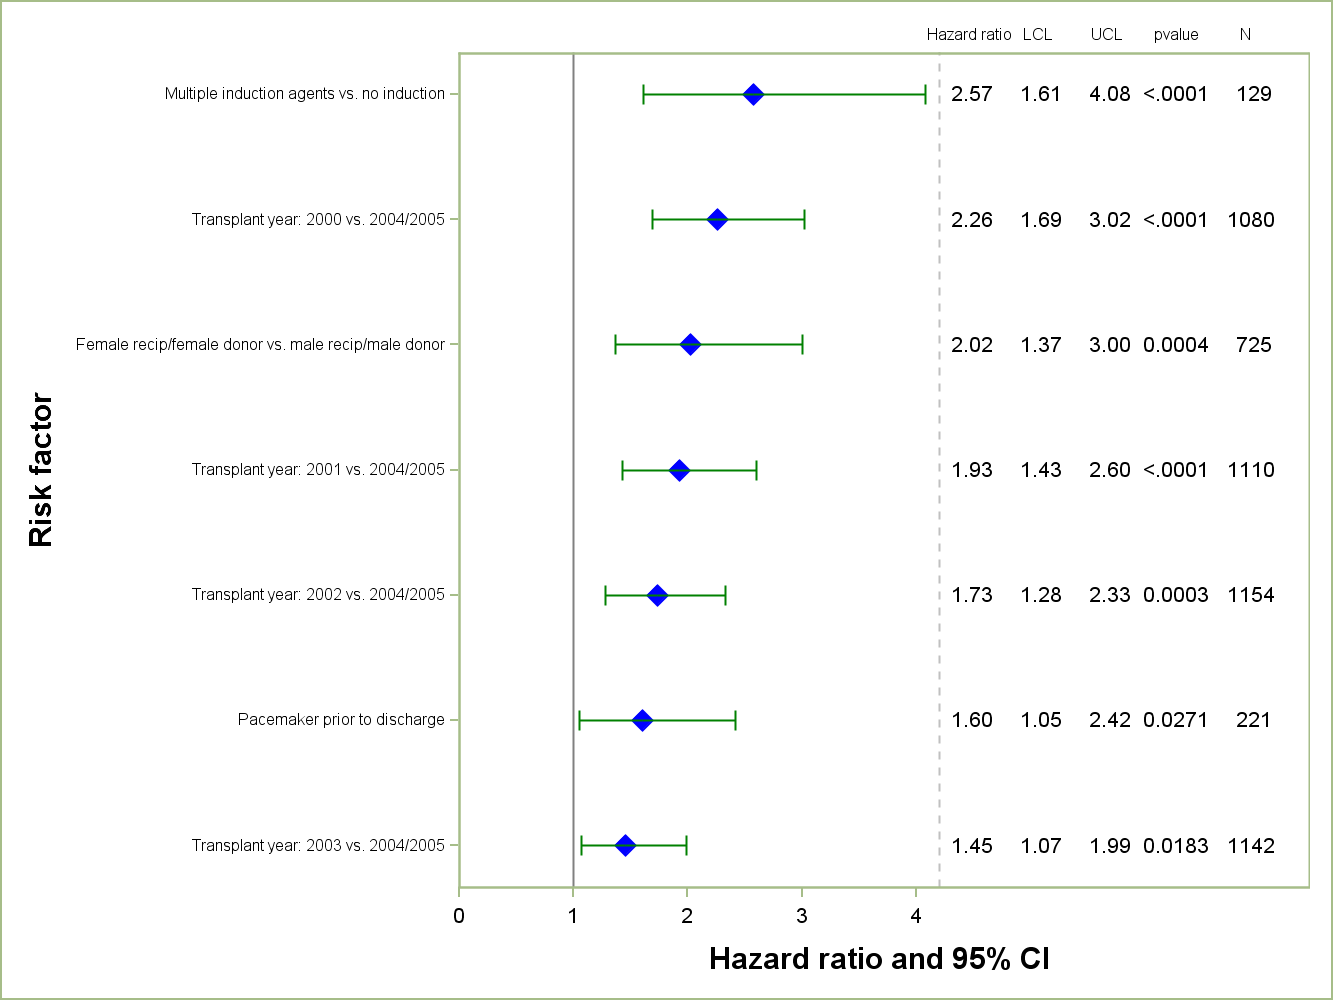 Hazard ratio LCL UCL pvalue N
Multiple induction agents vs. no induction 2.57 1.61 4.08 <.0001 129
Transplant year: 2000 vs. 2004/2005 2.26 1.69 3.02 <.0001 1080
Female recip/female donor vs. male recip/male donor 2.02 1.37 3.00 0.0004 725
Transplant year: 2001 vs. 2004/2005 1.93 1.43 2.60 <.0001 1110
Transplant year: 2002 vs. 2004/2005 1.73 1.28 2.33 0.0003 1154
Pacemaker prior to discharge 1.60 1.05 2.42 0.0271 221
Transplant year: 2003 vs. 2004/2005 1.45 1.07 1.99 0.0183 1142
Risk factor
0 1 2 3 4
Hazard ratio and 95% CI